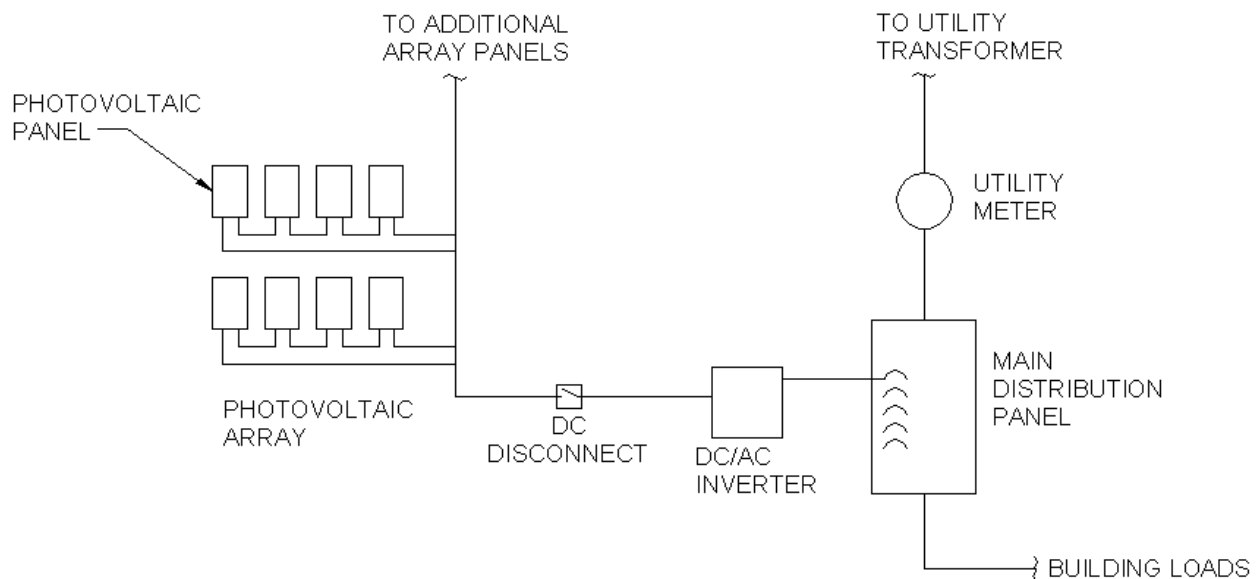 TO ADDITIONAL
ARRAY PANELS
TO UTILITY
TRANSFORMER
PHOTOVOLTAIC
PANEL
UTILITY
METER
MAIN
DISTRIBUTION
PANEL
PHOTOVOLTAIC
ARRAY
DC
DISCONNECT
DC/AC
INVERTER
BUILDING LOADS